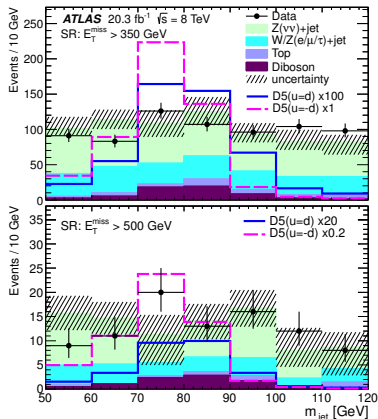 ATLAS 20.3 fb⁻¹ √s = 8 TeV
SR: E_T^miss > 350 GeV
Data
Z(νν)+jet
W/Z(e/μ/τ)+jet
Top
Diboson
uncertainty
D5(u=d) x100
D5(u=-d) x1
Events / 10 GeV
300
250
200
150
100
50
0
SR: E_T^miss > 500 GeV
D5(u=d) x20
D5(u=-d) x0.2
Events / 10 GeV
35
30
25
20
15
10
5
0
50 60 70 80 90 100 110 120
m_jet [GeV]